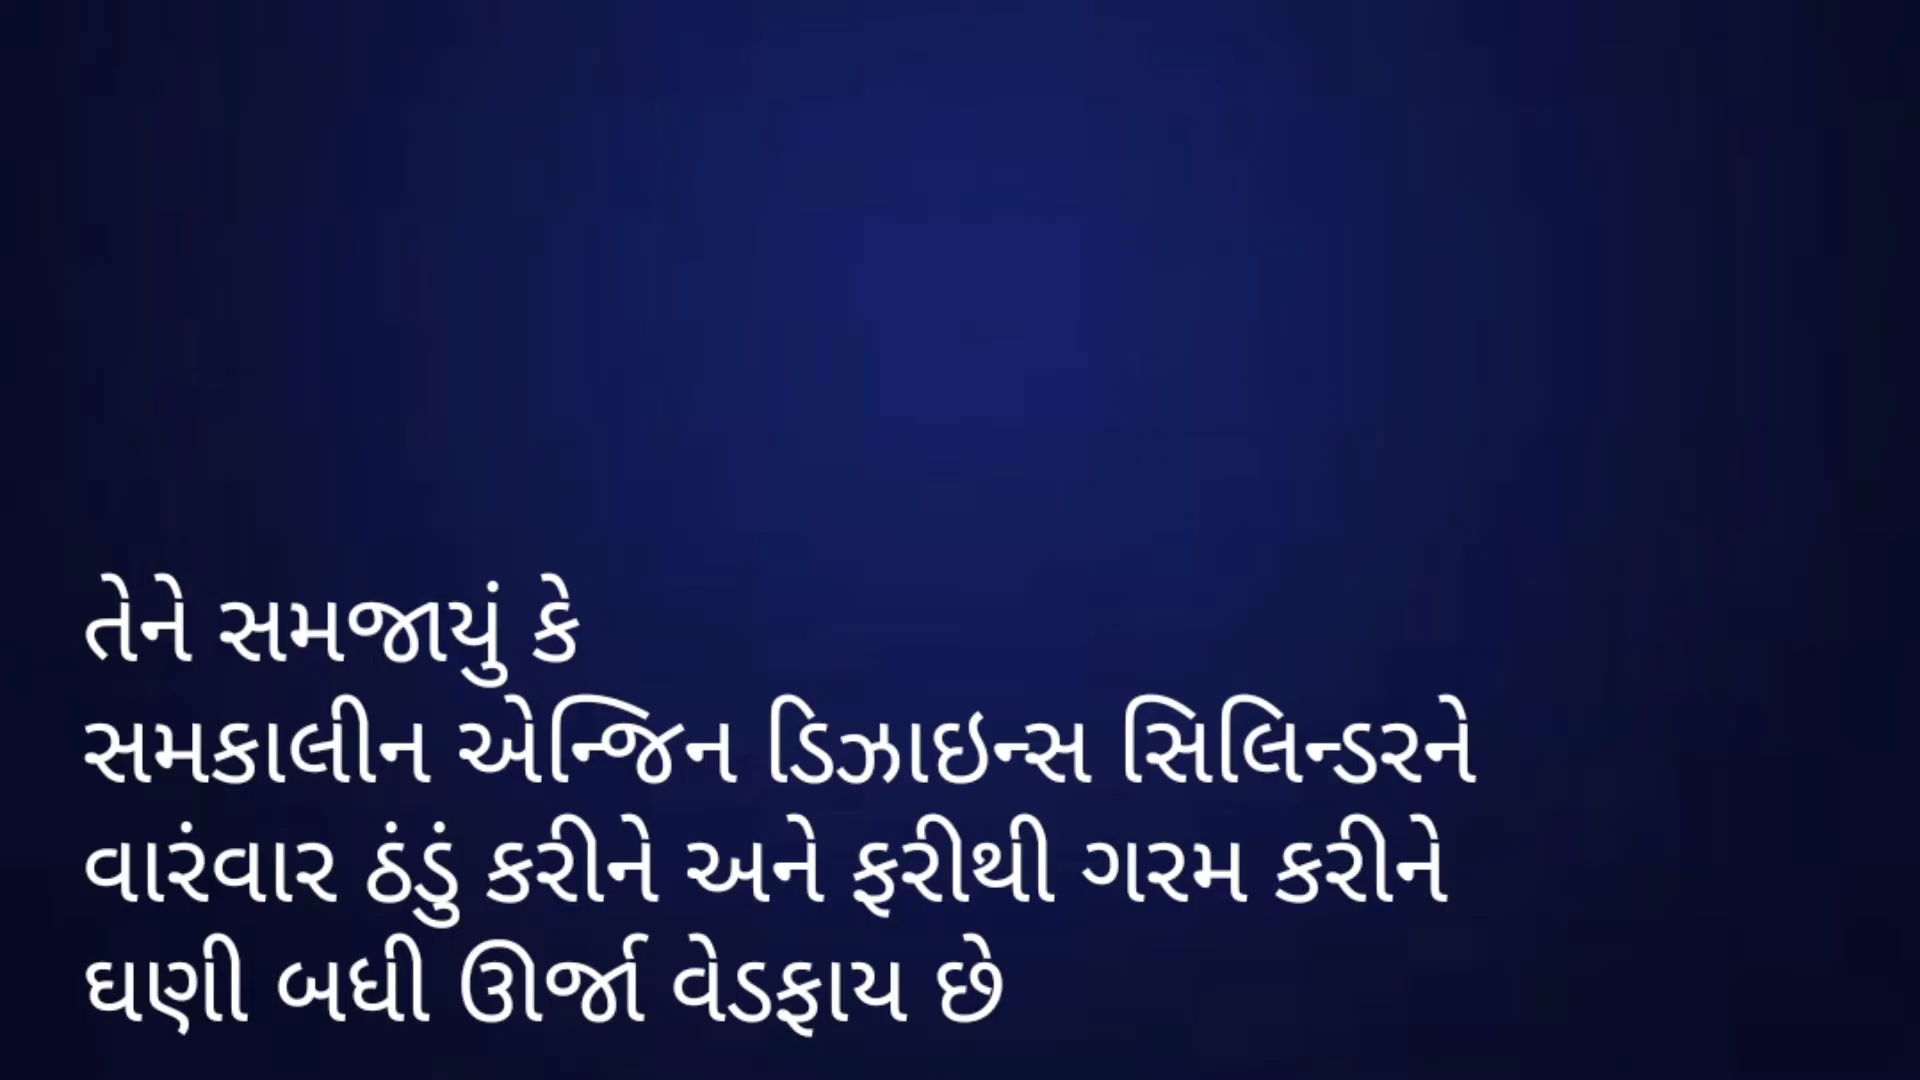 તેને સમજાયું કે
સમકાલીન એન્જિન ડિઝાઇન્સ સિલિન્ડરને
વારંવાર ઠંડું કરીને અને ફરીથી ગરમ કરીને
ઘણી બધી ઊર્જા વેડફાય છે